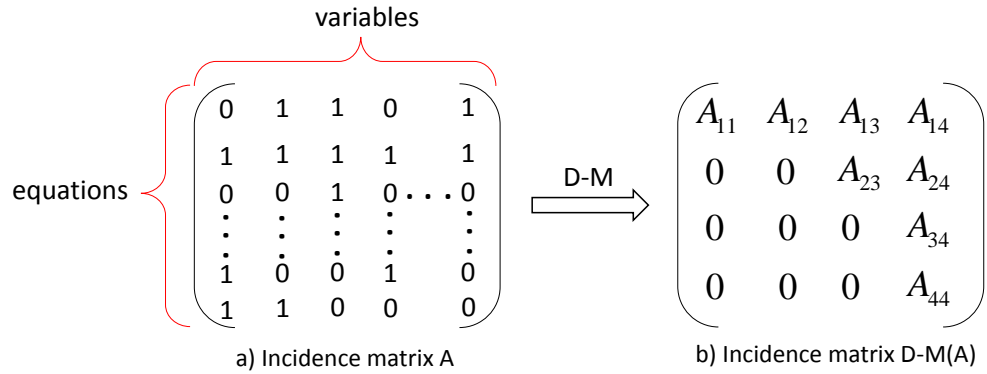 variables
equations
0 1 1 0 1
1 1 1 1 1
0 0 1 0 . . . 0
1 0 0 1 0
1 1 0 0 0
D-M
A11 A12 A13 A14
0 0 A23 A24
0 0 0 A34
0 0 0 A44
a) Incidence matrix A
b) Incidence matrix D-M(A)